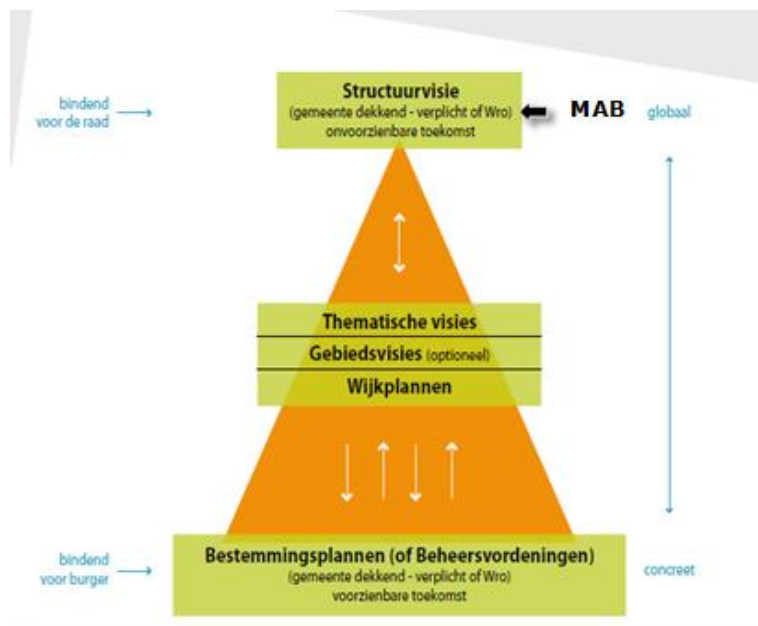 Structuurvisie
(gemeente dekkend - verplicht of Wro)
onvoorzienbare toekomst
bindend
voor de raad
MAB
globaal
Thematische visies
Gebiedsvisies (optioneel)
Wijkplannen
Bestemmingsplannen (of Beheersvordeningen)
(gemeente dekkend - verplicht of Wro)
voorzienbare toekomst
bindend
voor burger
concreet